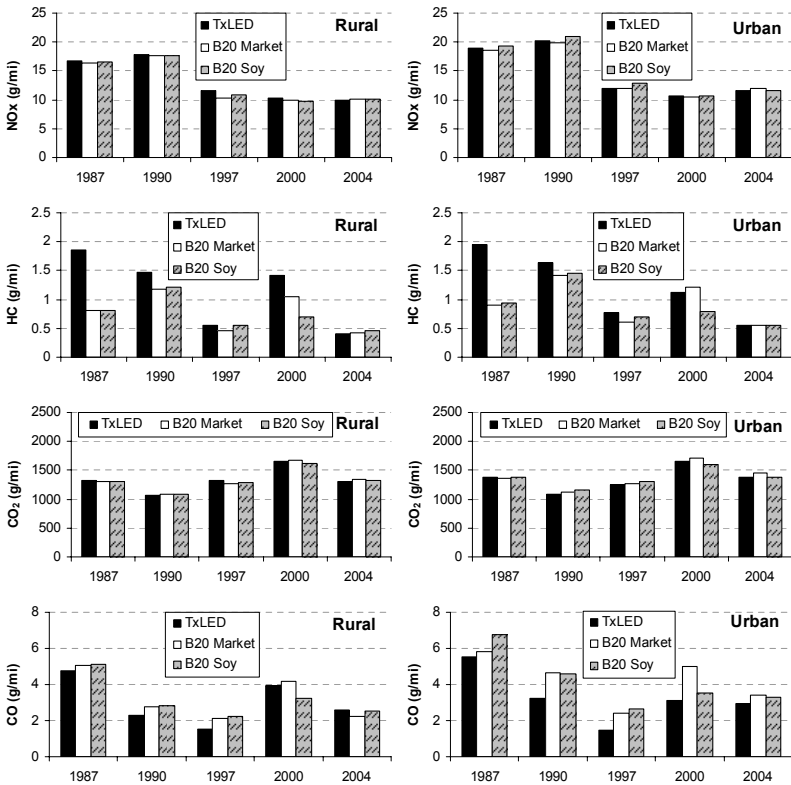 25
20
15
10
5
0
NOx (g/mi)
TxLED
B20 Market
B20 Soy
Rural
1987 1990 1997 2000 2004
25
20
15
10
5
0
NOx (g/mi)
TxLED
B20 Market
B20 Soy
Urban
1987 1990 1997 2000 2004
2.5
2
1.5
1
0.5
0
HC (g/mi)
TxLED
B20 Market
B20 Soy
Rural
1987 1990 1997 2000 2004
2.5
2
1.5
1
0.5
0
HC (g/mi)
TxLED
B20 Market
B20 Soy
Urban
1987 1990 1997 2000 2004
2500
2000
1500
1000
500
0
CO₂ (g/mi)
TxLED B20 Market B20 Soy
Rural
1987 1990 1997 2000 2004
2500
2000
1500
1000
500
0
CO₂ (g/mi)
TxLED B20 Market B20 Soy
Urban
1987 1990 1997 2000 2004
8
6
4
2
0
CO (g/mi)
TxLED
B20 Market
B20 Soy
Rural
1987 1990 1997 2000 2004
8
6
4
2
0
CO (g/mi)
TxLED
B20 Market
B20 Soy
Urban
1987 1990 1997 2000 2004